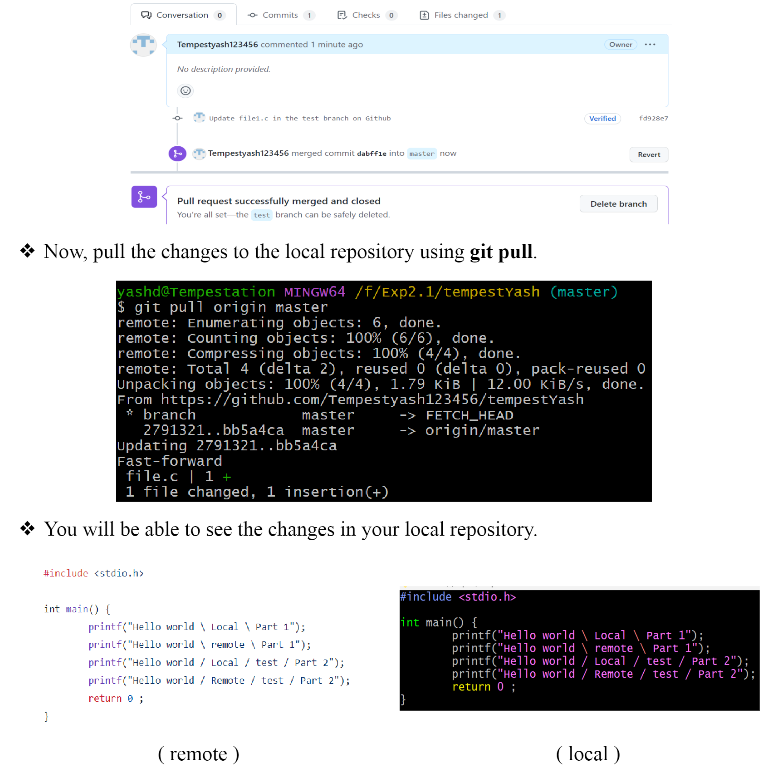 Conversation 0 Commits 1 Checks 0 Files changed 1
Tempestyash123456 commented 1 minute ago Owner ...
No description provided.
Update file1.c in the test branch on Github Verified fd928e7
Tempestyash123456 merged commit dabff1e into master now Revert
Pull request successfully merged and closed
You're all set—the test branch can be safely deleted. Delete branch
❖ Now, pull the changes to the local repository using git pull.
yashd@Tempestation MINGW64 /f/Exp2.1/tempestYash (master)
$ git pull origin master
remote: Enumerating objects: 6, done.
remote: Counting objects: 100% (6/6), done.
remote: Compressing objects: 100% (4/4), done.
remote: Total 4 (delta 2), reused 0 (delta 0), pack-reused 0
Unpacking objects: 100% (4/4), 1.79 KiB | 12.00 KiB/s, done.
From https://github.com/Tempestyash123456/tempestYash
* branch master -> FETCH_HEAD
2791321..bb5a4ca master -> origin/master
Updating 2791321..bb5a4ca
Fast-forward
file.c | 1 +
1 file changed, 1 insertion(+)
❖ You will be able to see the changes in your local repository.
#include <stdio.h>
int main() {
printf("Hello world \ Local \ Part 1");
printf("Hello world \ remote \ Part 1");
printf("Hello world / Local / test / Part 2");
printf("Hello world / Remote / test / Part 2");
return 0 ;
}
( remote )
#include <stdio.h>
int main() {
printf("Hello world \ Local \ Part 1");
printf("Hello world \ remote \ Part 1");
printf("Hello world / Local / test / Part 2");
printf("Hello world / Remote / test / Part 2");
return 0 ;
}
( local )